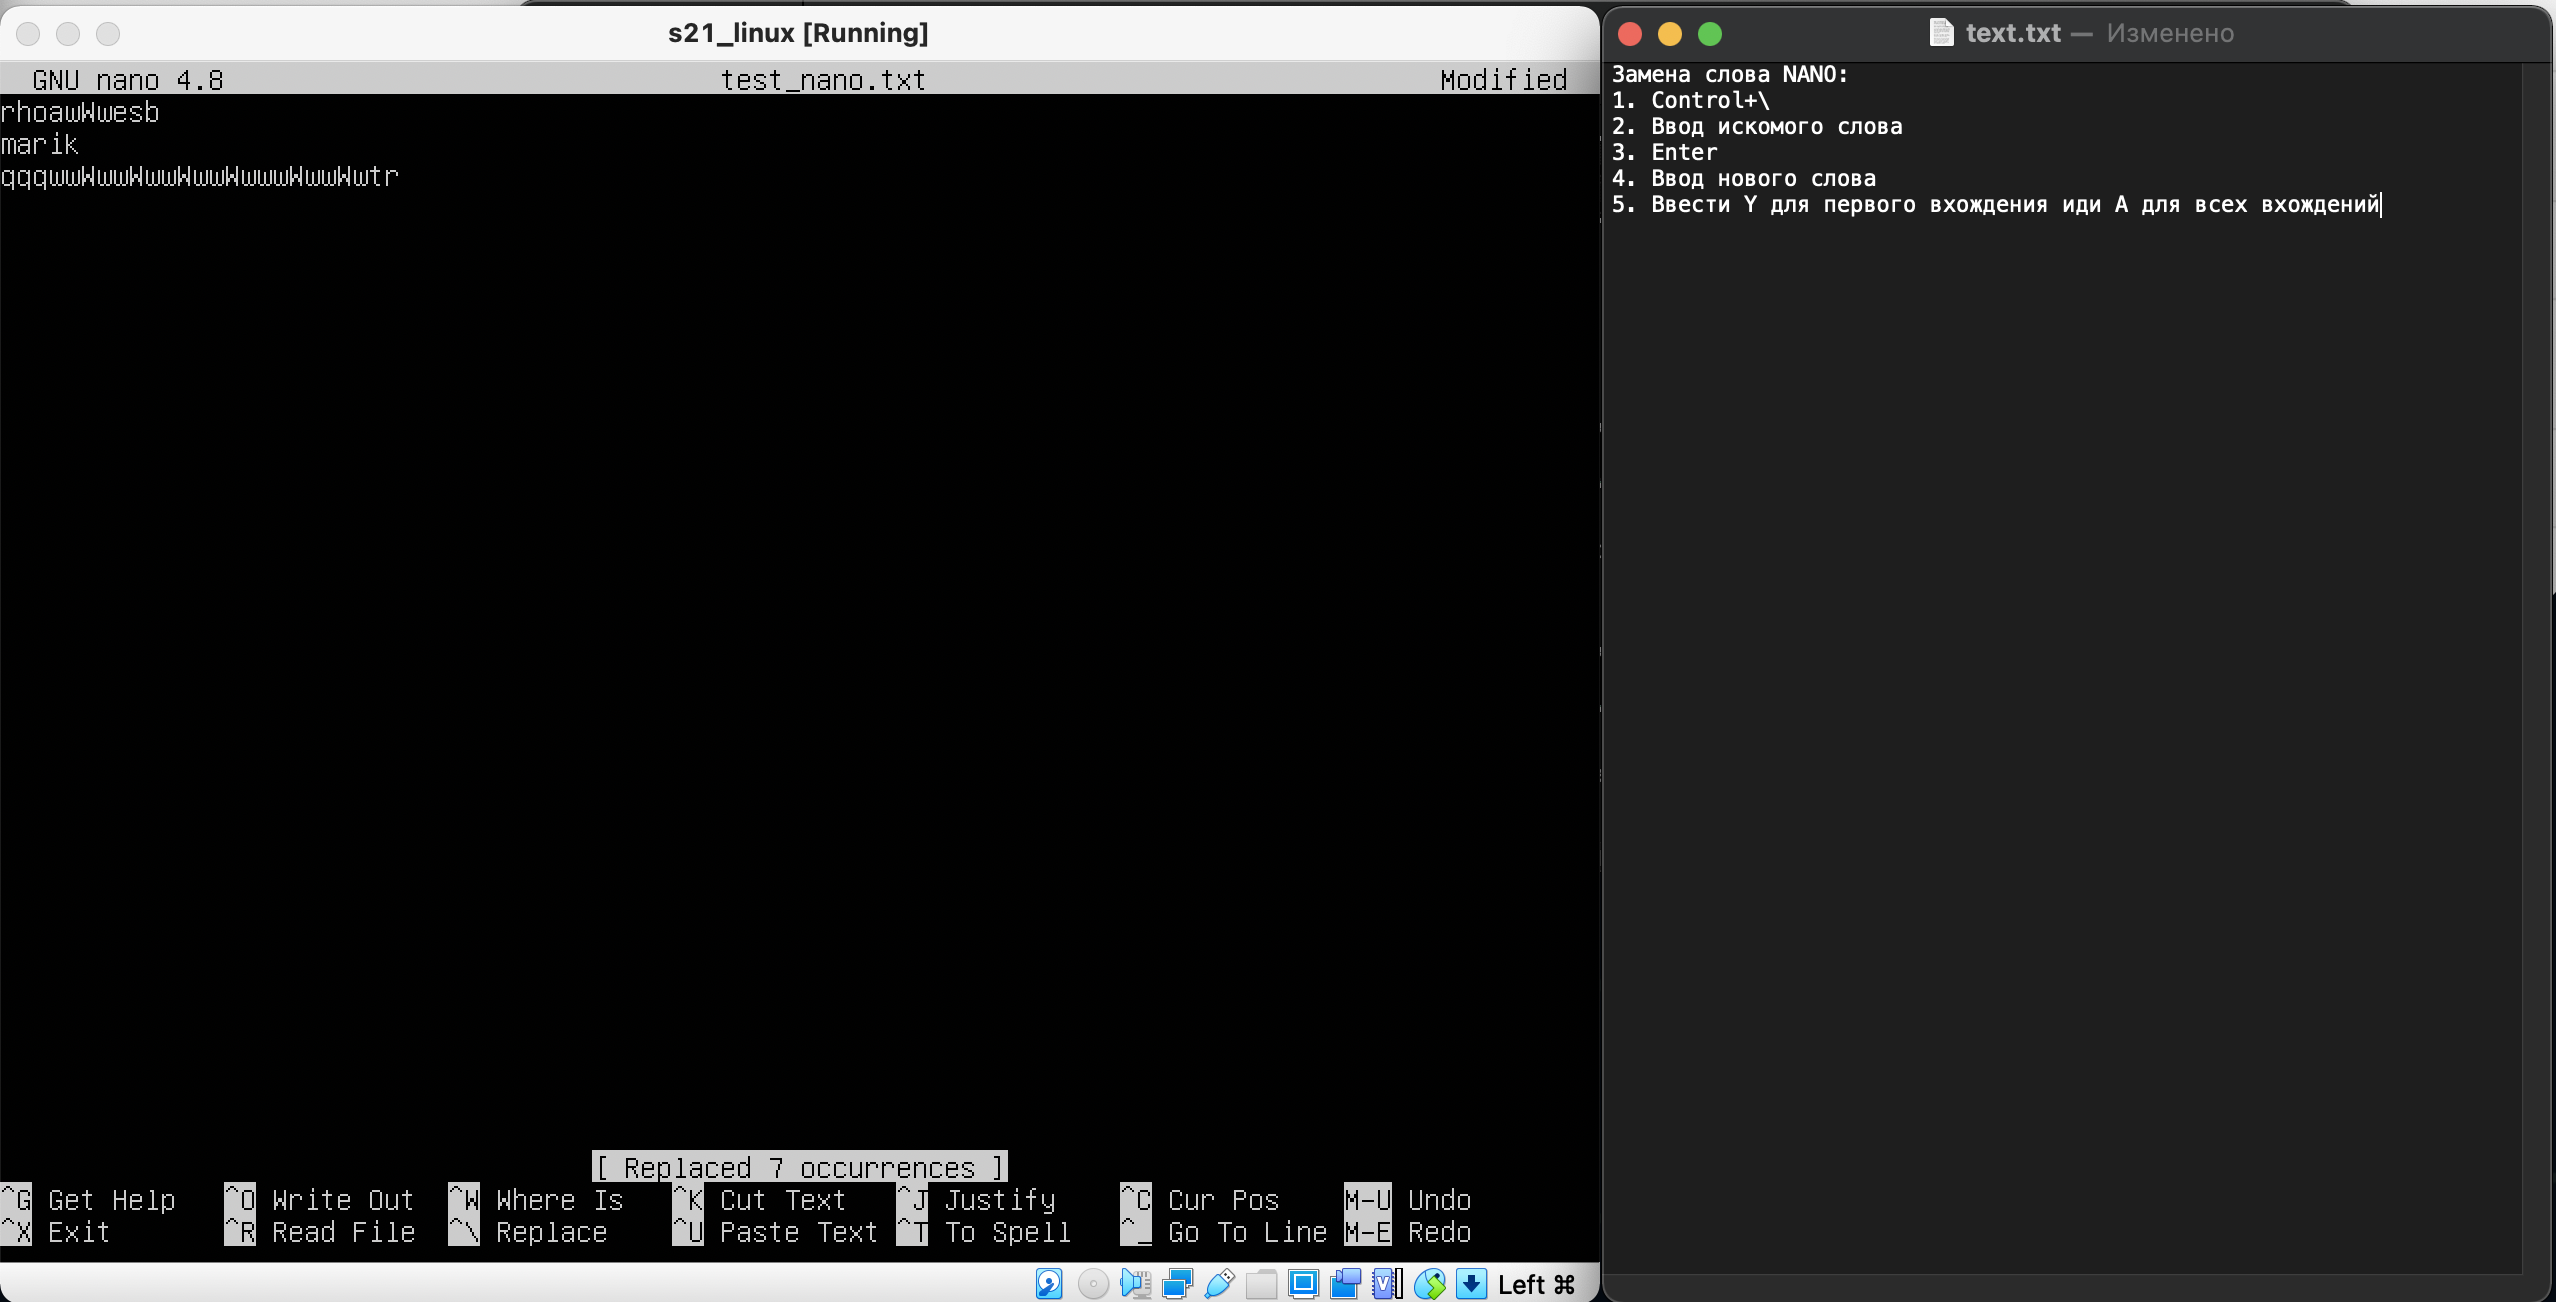 s21_linux [Running]
GNU nano 4.8 test_nano.txt Modified
rhoawWwesb
marik
qqqwwWwwWwwWwwWwwwWwwWwtr
[ Replaced 7 occurrences ]
^G Get Help ^O Write Out ^W Where Is ^K Cut Text ^J Justify ^C Cur Pos M-U Undo
^X Exit ^R Read File ^\ Replace ^U Paste Text ^T To Spell ^_ Go To Line M-E Redo
Left ⌘
text.txt — Изменено
Замена слова NANO:
1. Control+\
2. Ввод искомого слова
3. Enter
4. Ввод нового слова
5. Ввести Y для первого вхождения иди A для всех вхождений